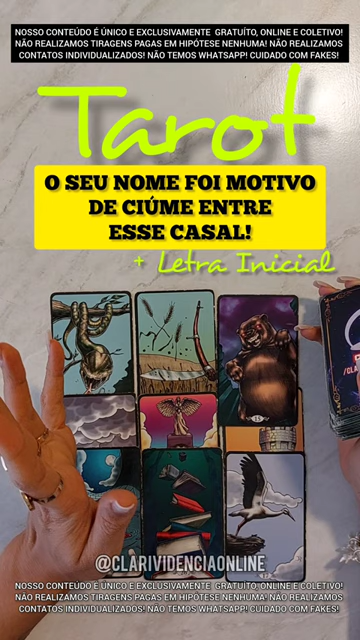 NOSSO CONTEÚDO É ÚNICO E EXCLUSIVAMENTE GRATUÍTO, ONLINE E COLETIVO!
NÃO REALIZAMOS TIRAGENS PAGAS EM HIPÓTESE NENHUMA! NÃO REALIZAMOS
CONTATOS INDIVIDUALIZADOS! NÃO TEMOS WHATSAPP! CUIDADO COM FAKES!
Tarot
O SEU NOME FOI MOTIVO
DE CIÚME ENTRE
ESSE CASAL!
+ Letra Inicial
15
@CLARIVIDENCIAONLINE
NOSSO CONTEÚDO É ÚNICO E EXCLUSIVAMENTE GRATUÍTO, ONLINE E COLETIVO!
NÃO REALIZAMOS TIRAGENS PAGAS EM HIPÓTESE NENHUMA! NÃO REALIZAMOS
CONTATOS INDIVIDUALIZADOS! NÃO TEMOS WHATSAPP! CUIDADO COM FAKES!